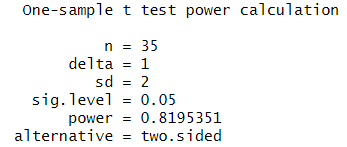 One-sample t test power calculation
n = 35
delta = 1
sd = 2
sig.level = 0.05
power = 0.8195351
alternative = two.sided